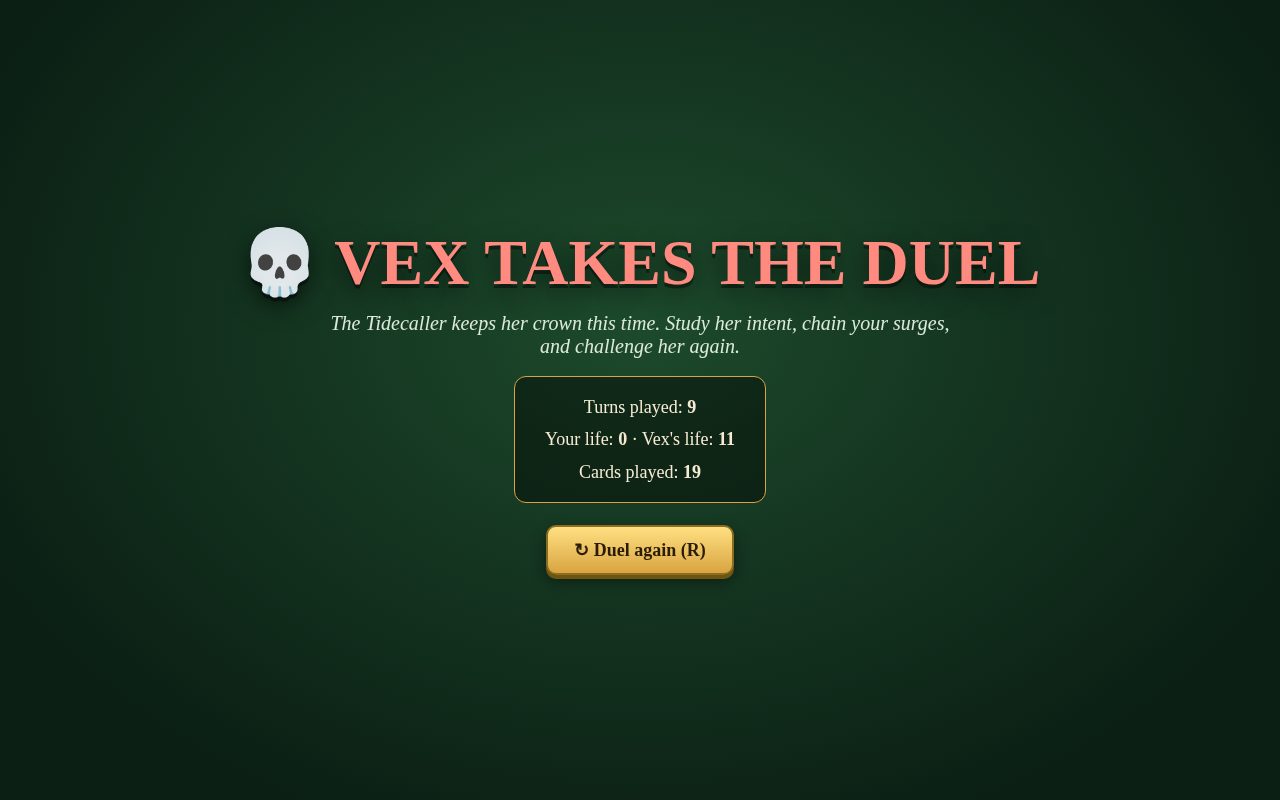 💀 VEX TAKES THE DUEL
The Tidecaller keeps her crown this time. Study her intent, chain your surges,
and challenge her again.
Turns played: 9
Your life: 0 · Vex's life: 11
Cards played: 19
↻ Duel again (R)